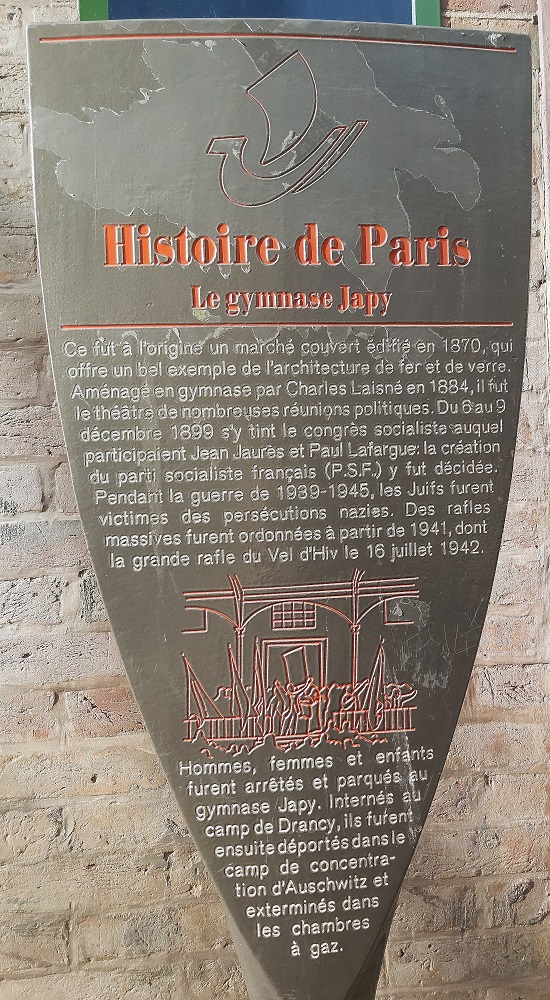 Histoire de Paris
Le gymnase Japy
Ce fut à l'origine un marché couvert édifié en 1870, qui
offre un bel exemple de l'architecture de fer et de verre.
Aménagé en gymnase par Charles Laisné en 1884, il fut
le théâtre de nombreuses réunions politiques. Du 6 au 9
décembre 1899 s'y tint le congrès socialiste auquel
participaient Jean Jaurès et Paul Lafargue: la création
du parti socialiste français (P.S.F.) y fut décidée.
Pendant la guerre de 1939-1945, les Juifs furent
victimes des persécutions nazies. Des rafles
massives furent ordonnées à partir de 1941, dont
la grande rafle du Vel d'Hiv le 16 juillet 1942.
Hommes, femmes et enfants
furent arrêtés et parqués au
gymnase Japy. Internés au
camp de Drancy, ils furent
ensuite déportés dans le
camp de concentra-
tion d'Auschwitz et
exterminés dans
les chambres
à gaz.